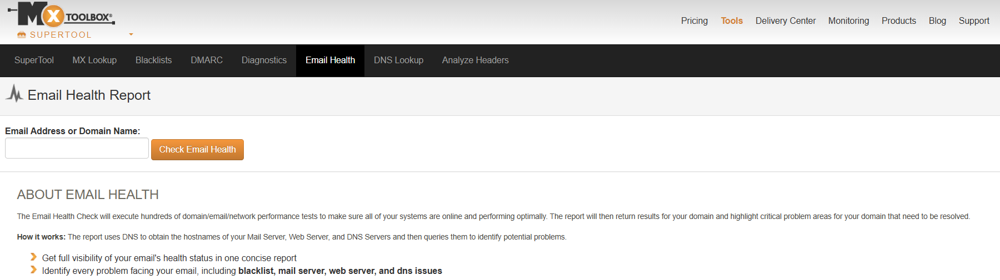 MX TOOLBOX®
SUPERTOOL
Pricing Tools Delivery Center Monitoring Products Blog Support
SuperTool MX Lookup Blacklists DMARC Diagnostics Email Health DNS Lookup Analyze Headers
Email Health Report
Email Address or Domain Name:
Check Email Health
ABOUT EMAIL HEALTH
The Email Health Check will execute hundreds of domain/email/network performance tests to make sure all of your systems are online and performing optimally. The report will then return results for your domain and highlight critical problem areas for your domain that need to be resolved.
How it works: The report uses DNS to obtain the hostnames of your Mail Server, Web Server, and DNS Servers and then queries them to identify potential problems.
Get full visibility of your email's health status in one concise report
Identify every problem facing your email, including blacklist, mail server, web server, and dns issues